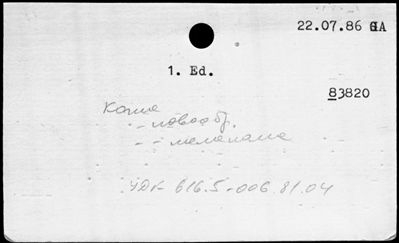 22.07.86 GA
1. Ed.
83820
Кожа
- новообр.
- - меланома
УДК 616.5-006.81.04